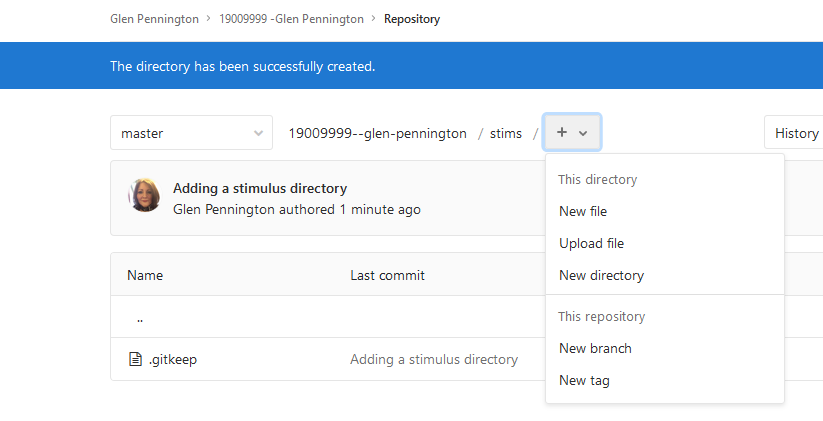 Glen Pennington > 19009999 -Glen Pennington > Repository
The directory has been successfully created.
master
19009999--glen-pennington / stims / +
History
Adding a stimulus directory
Glen Pennington authored 1 minute ago
This directory
New file
Upload file
New directory
Name Last commit
..
.gitkeep Adding a stimulus directory
This repository
New branch
New tag